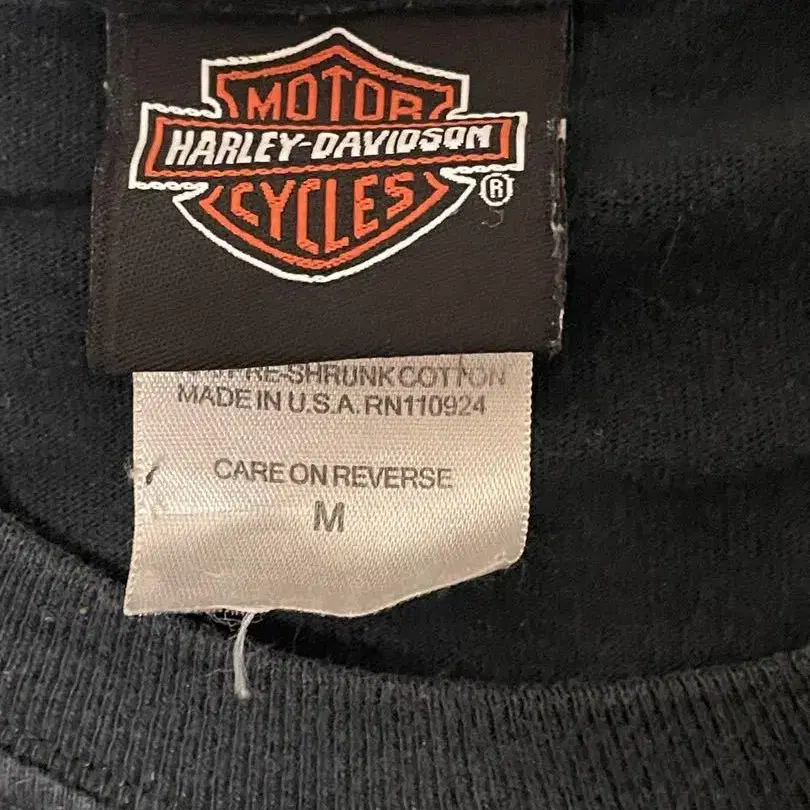 MOTOR
HARLEY-DAVIDSON
CYCLES
®
PRE-SHRUNK COTTON
MADE IN U.S.A. RN110924
CARE ON REVERSE
M